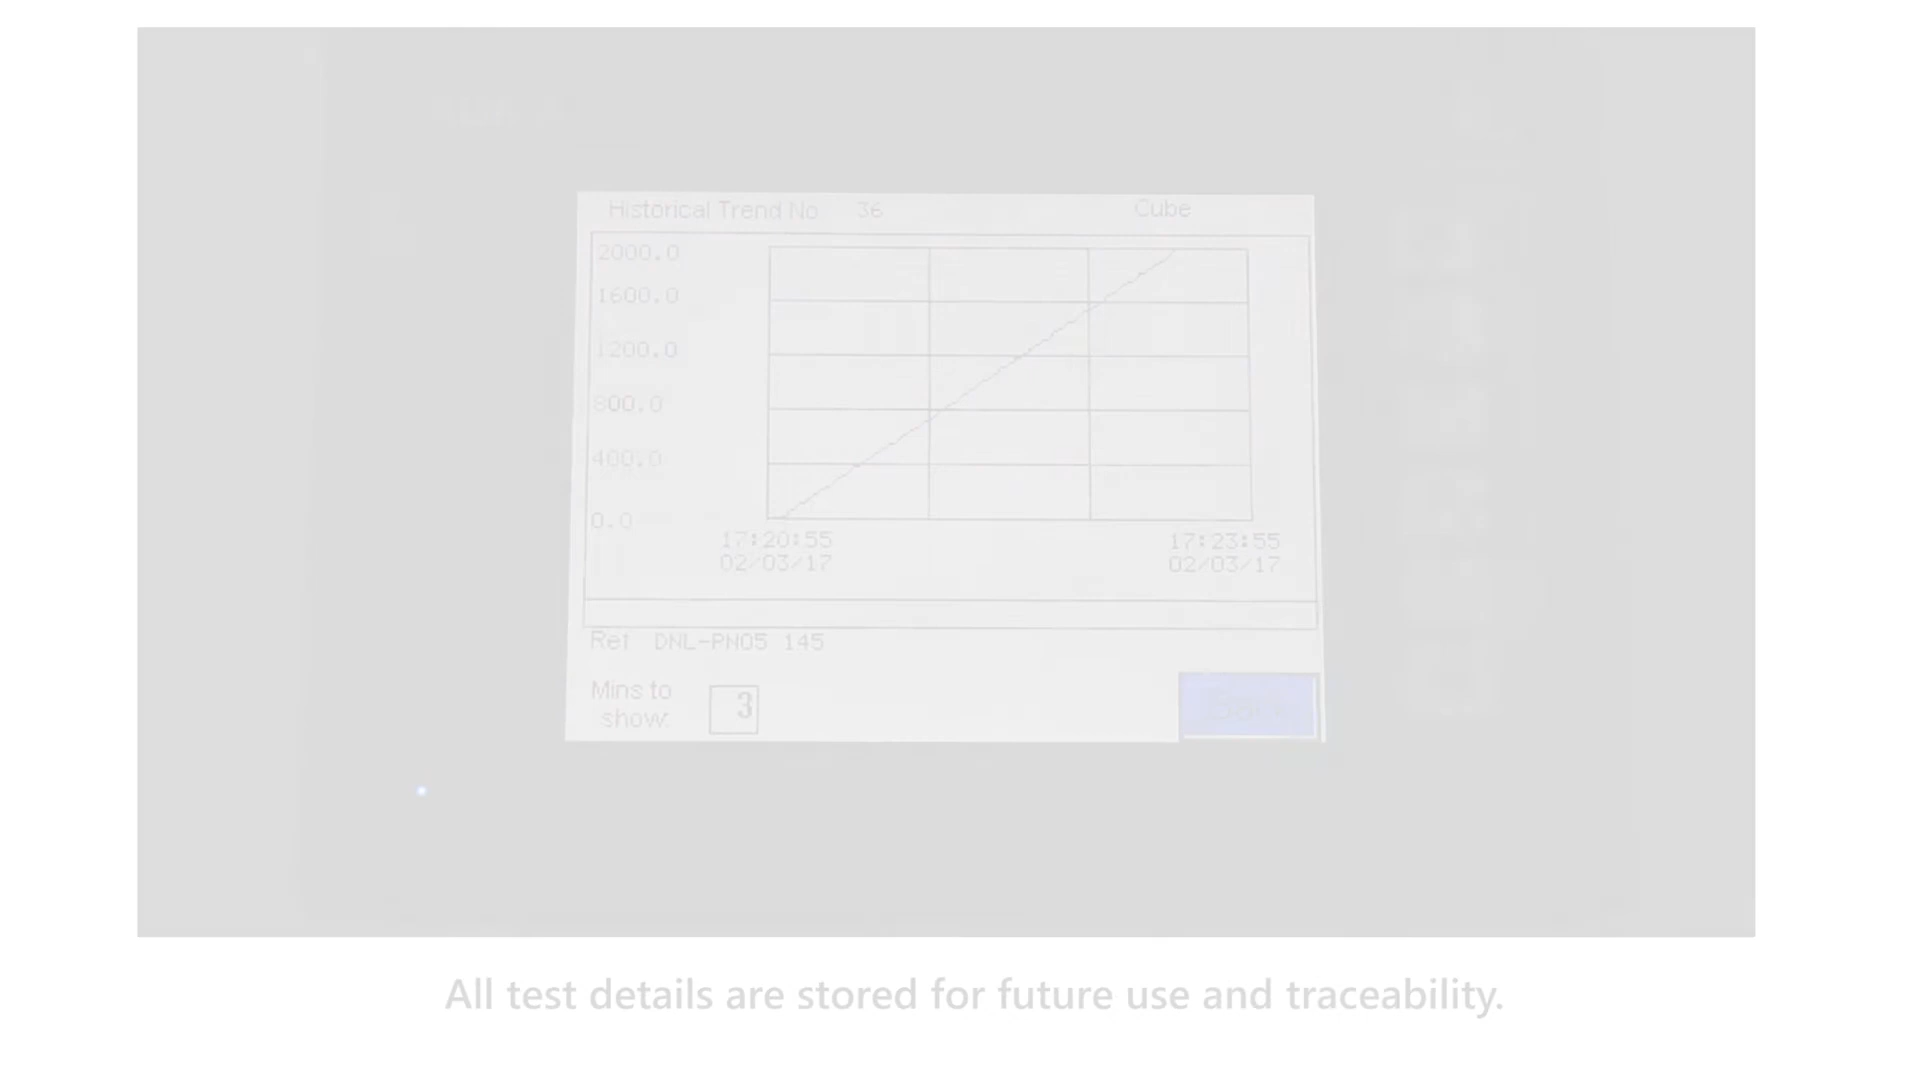 Historical Trend No 36 Cube
2000.0
1600.0
1200.0
800.0
400.0
0.0
17:20:55 17:23:55
02/03/17 02/03/17
Ref DNL-PN05 145
Mins to
show: 3
All test details are stored for future use and traceability.